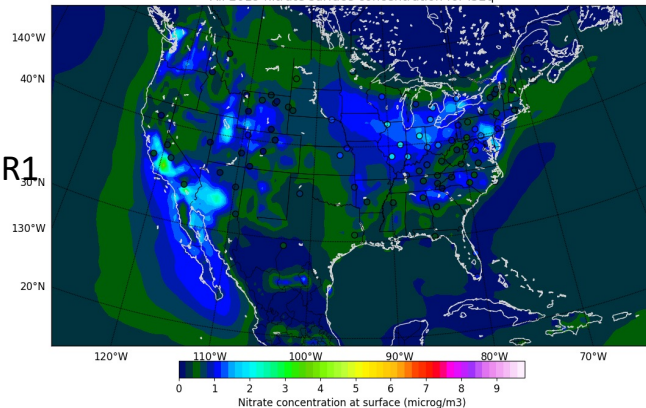 140°W
40°N
R1
30°N
130°W
20°N
120°W 110°W 100°W 90°W 80°W 70°W
0 1 2 3 4 5 6 7 8 9
Nitrate concentration at surface (microg/m3)